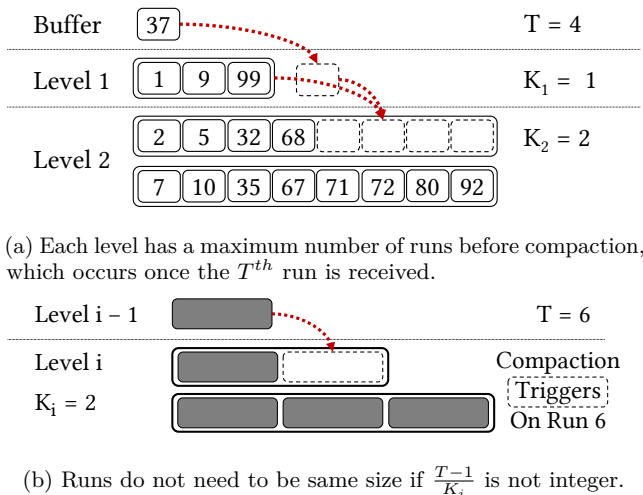 Buffer 37 T = 4
Level 1 1 9 99 K₁ = 1
Level 2 2 5 32 68 K₂ = 2
7 10 35 67 71 72 80 92
(a) Each level has a maximum number of runs before compaction,
which occurs once the Tᵗʰ run is received.
Level i – 1 T = 6
Level i Compaction
Triggers
K_i = 2 On Run 6
(b) Runs do not need to be same size if \frac{T-1}{K_i} is not integer.